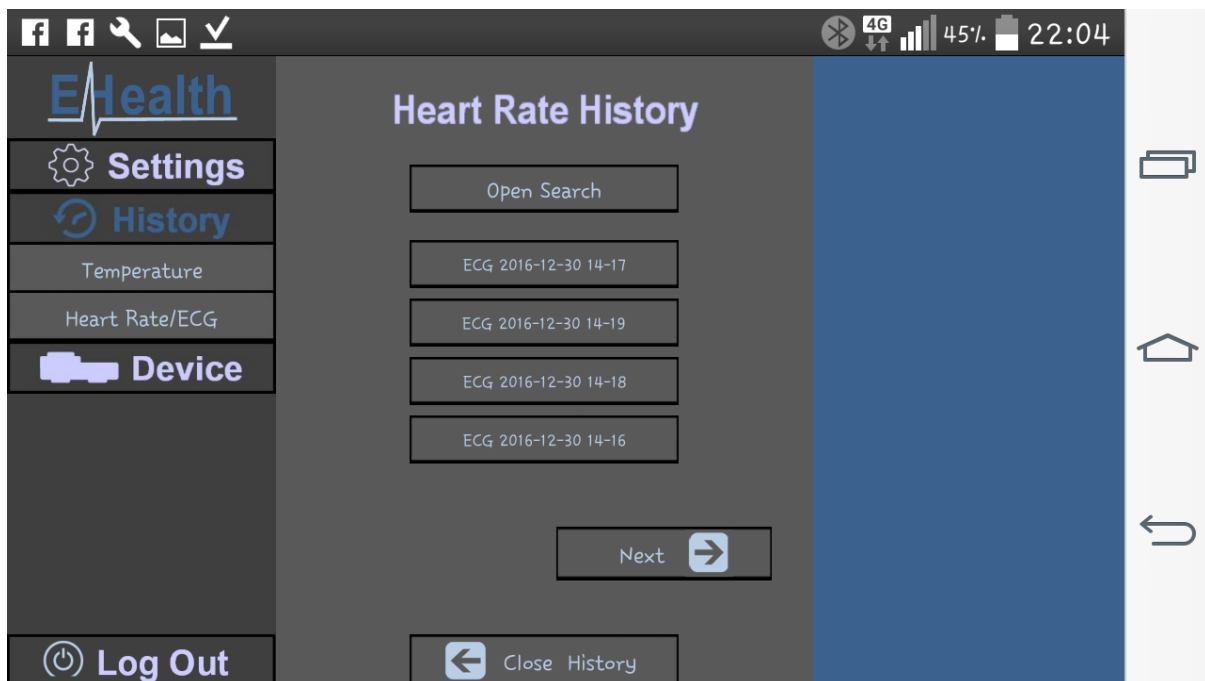 4G
45% 22:04
EHealth
Settings
History
Temperature
Heart Rate/ECG
Device
Log Out
Heart Rate History
Open Search
ECG 2016-12-30 14-17
ECG 2016-12-30 14-19
ECG 2016-12-30 14-18
ECG 2016-12-30 14-16
Next
Close History